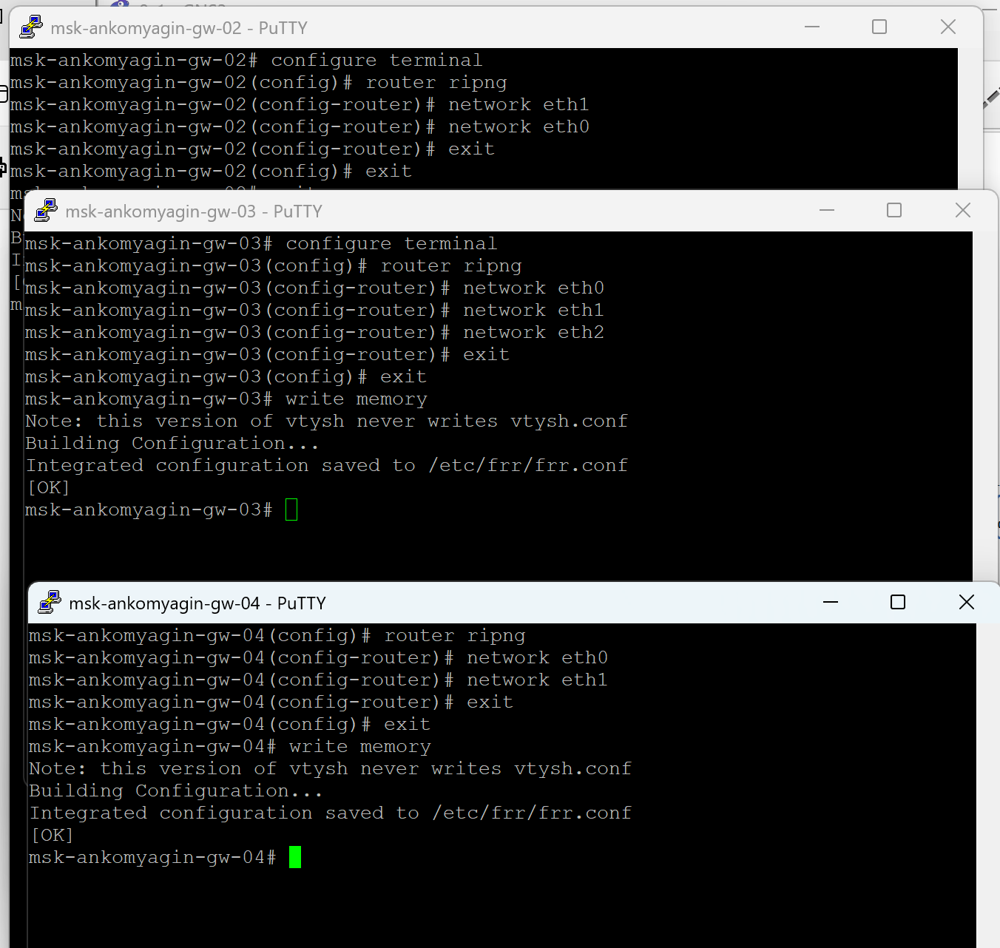 msk-ankomyagin-gw-02 - PuTTY
msk-ankomyagin-gw-02# configure terminal
msk-ankomyagin-gw-02(config)# router ripng
msk-ankomyagin-gw-02(config-router)# network eth1
msk-ankomyagin-gw-02(config-router)# network eth0
msk-ankomyagin-gw-02(config-router)# exit
msk-ankomyagin-gw-02(config)# exit
msk-ankomyagin-gw-03 - PuTTY
msk-ankomyagin-gw-03# configure terminal
msk-ankomyagin-gw-03(config)# router ripng
msk-ankomyagin-gw-03(config-router)# network eth0
msk-ankomyagin-gw-03(config-router)# network eth1
msk-ankomyagin-gw-03(config-router)# network eth2
msk-ankomyagin-gw-03(config-router)# exit
msk-ankomyagin-gw-03(config)# exit
msk-ankomyagin-gw-03# write memory
Note: this version of vtysh never writes vtysh.conf
Building Configuration...
Integrated configuration saved to /etc/frr/frr.conf
[OK]
msk-ankomyagin-gw-03#
msk-ankomyagin-gw-04 - PuTTY
msk-ankomyagin-gw-04(config)# router ripng
msk-ankomyagin-gw-04(config-router)# network eth0
msk-ankomyagin-gw-04(config-router)# network eth1
msk-ankomyagin-gw-04(config-router)# exit
msk-ankomyagin-gw-04(config)# exit
msk-ankomyagin-gw-04# write memory
Note: this version of vtysh never writes vtysh.conf
Building Configuration...
Integrated configuration saved to /etc/frr/frr.conf
[OK]
msk-ankomyagin-gw-04#